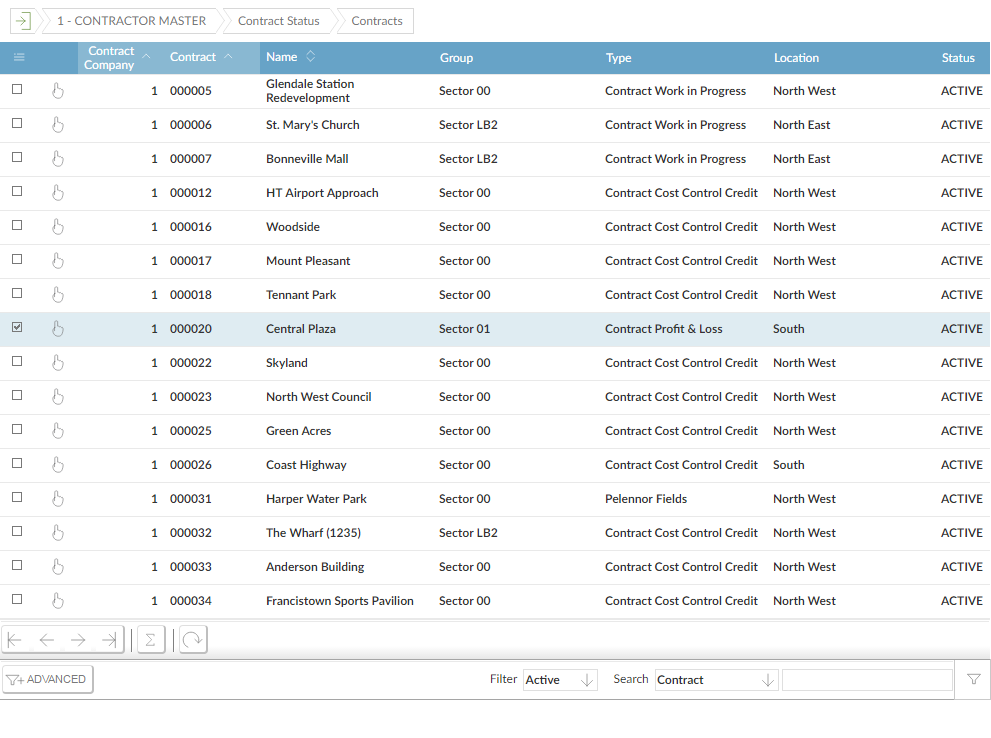 1 - CONTRACTOR MASTER Contract Status Contracts
Contract Company Contract Name Group Type Location Status
1 000005 Glendale Station Redevelopment Sector 00 Contract Work in Progress North West ACTIVE
1 000006 St. Mary's Church Sector LB2 Contract Work in Progress North East ACTIVE
1 000007 Bonneville Mall Sector LB2 Contract Work in Progress North East ACTIVE
1 000012 HT Airport Approach Sector 00 Contract Cost Control Credit North West ACTIVE
1 000016 Woodside Sector 00 Contract Cost Control Credit North West ACTIVE
1 000017 Mount Pleasant Sector 00 Contract Cost Control Credit North West ACTIVE
1 000018 Tennant Park Sector 00 Contract Cost Control Credit North West ACTIVE
1 000020 Central Plaza Sector 01 Contract Profit & Loss South ACTIVE
1 000022 Skyland Sector 00 Contract Cost Control Credit North West ACTIVE
1 000023 North West Council Sector 00 Contract Cost Control Credit North West ACTIVE
1 000025 Green Acres Sector 00 Contract Cost Control Credit North West ACTIVE
1 000026 Coast Highway Sector 00 Contract Cost Control Credit South ACTIVE
1 000031 Harper Water Park Sector 00 Pelennor Fields North West ACTIVE
1 000032 The Wharf (1235) Sector LB2 Contract Cost Control Credit North West ACTIVE
1 000033 Anderson Building Sector 00 Contract Cost Control Credit North West ACTIVE
1 000034 Francistown Sports Pavilion Sector 00 Contract Cost Control Credit North West ACTIVE
ADVANCED Filter Active Search Contract